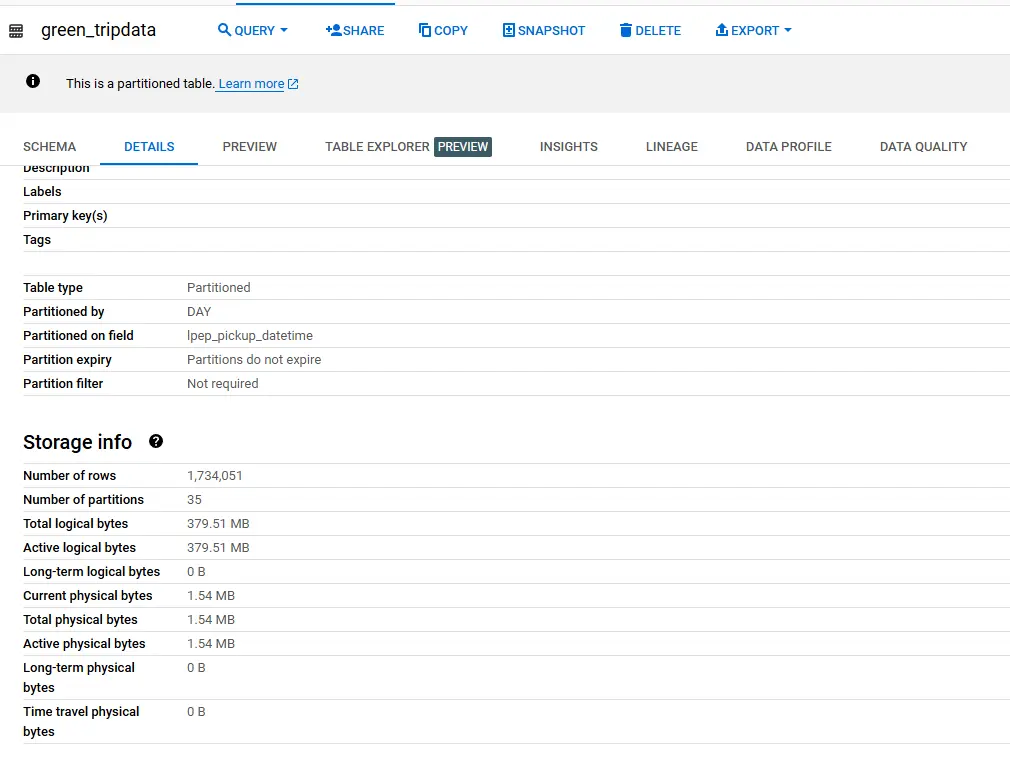 green_tripdata QUERY SHARE COPY SNAPSHOT DELETE EXPORT
This is a partitioned table. Learn more
SCHEMA DETAILS PREVIEW TABLE EXPLORER PREVIEW INSIGHTS LINEAGE DATA PROFILE DATA QUALITY
Description
Labels
Primary key(s)
Tags
Table type Partitioned
Partitioned by DAY
Partitioned on field lpep_pickup_datetime
Partition expiry Partitions do not expire
Partition filter Not required
Storage info
Number of rows 1,734,051
Number of partitions 35
Total logical bytes 379.51 MB
Active logical bytes 379.51 MB
Long-term logical bytes 0 B
Current physical bytes 1.54 MB
Total physical bytes 1.54 MB
Active physical bytes 1.54 MB
Long-term physical 0 B
bytes
Time travel physical 0 B
bytes